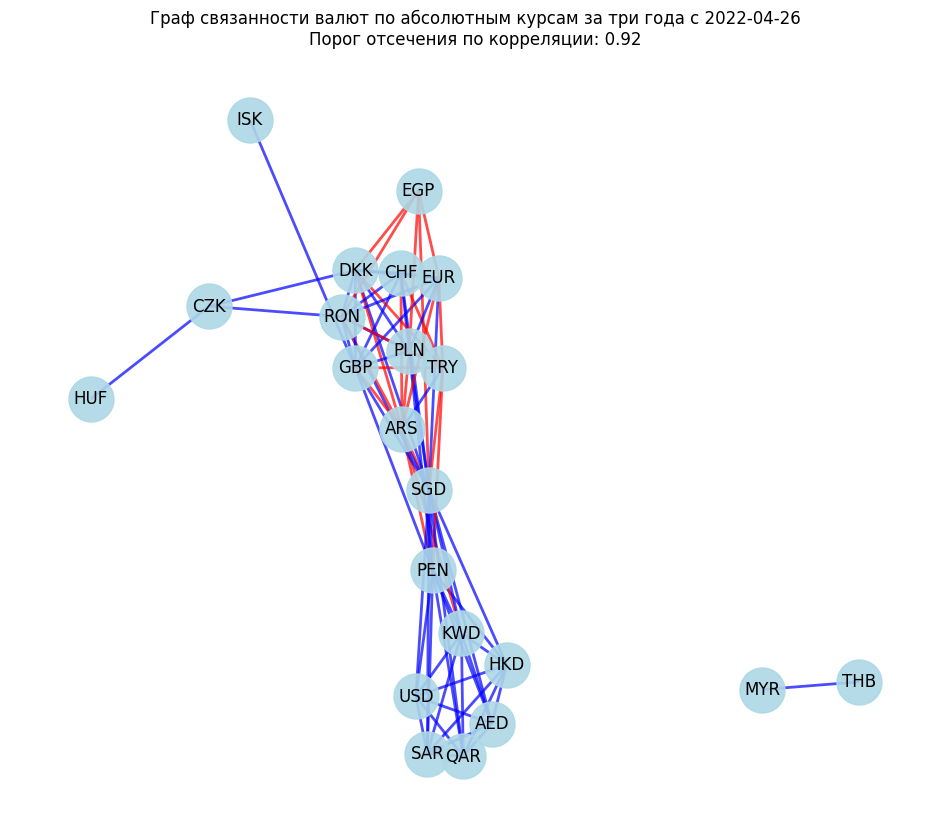 Граф связанности валют по абсолютным курсам за три года с 2022-04-26
Порог отсечения по корреляции: 0.92
ISK
EGP
DKK
CHF
EUR
CZK
RON
PLN
GBP
TRY
HUF
ARS
SGD
PEN
KWD
HKD
USD
MYR
THB
AED
SAR
QAR